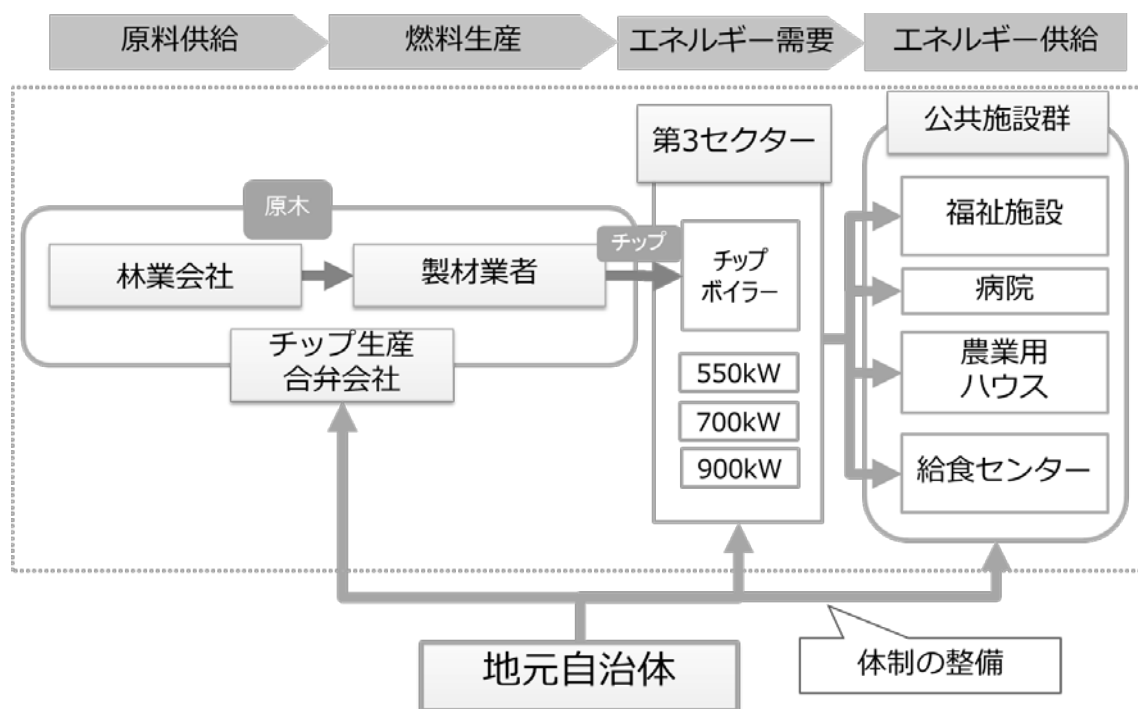 原料供給
燃料生産
エネルギー需要
エネルギー供給
公共施設群
第3セクター
原木
チップ
林業会社
製材業者
チップ
ボイラー
チップ生産
合弁会社
550kW
700kW
900kW
福祉施設
病院
農業用
ハウス
給食センター
地元自治体
体制の整備